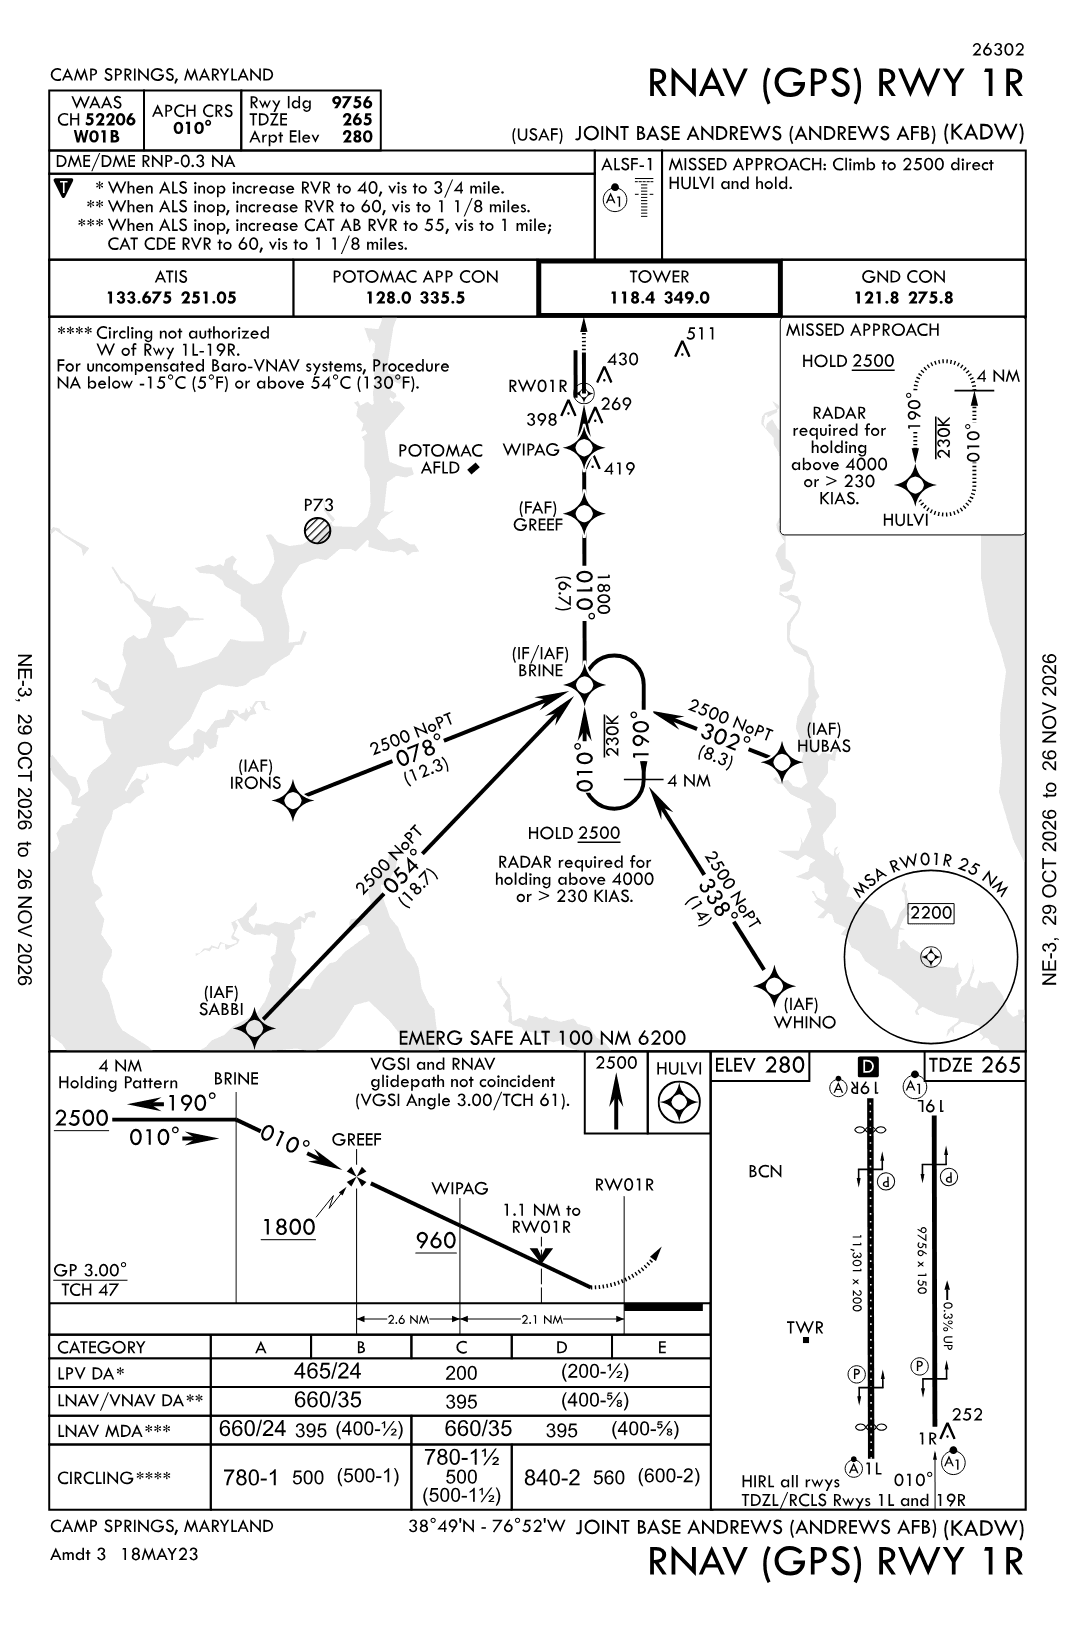 26302
CAMP SPRINGS, MARYLAND
RNAV (GPS) RWY 1R
(USAF) JOINT BASE ANDREWS (ANDREWS AFB) (KADW)
WAAS
CH 52206
W01B
APCH CRS
010°
Rwy ldg 9756
TDZE 265
Arpt Elev 280
DME/DME RNP-0.3 NA
T
* When ALS inop increase RVR to 40, vis to 3/4 mile.
** When ALS inop, increase RVR to 60, vis to 1 1/8 miles.
*** When ALS inop, increase CAT AB RVR to 55, vis to 1 mile;
CAT CDE RVR to 60, vis to 1 1/8 miles.
ALSF-1
A1
MISSED APPROACH: Climb to 2500 direct
HULVI and hold.
ATIS
133.675 251.05
POTOMAC APP CON
128.0 335.5
TOWER
118.4 349.0
GND CON
121.8 275.8
**** Circling not authorized
W of Rwy 1L-19R.
For uncompensated Baro-VNAV systems, Procedure
NA below -15°C (5°F) or above 54°C (130°F).
511
430
RW01R
269
398
WIPAG
419
POTOMAC
AFLD
(FAF)
GREEF
P73
MISSED APPROACH
HOLD 2500
4 NM
RADAR
required for
holding
above 4000
or > 230
KIAS.
190°
230K
010°
HULVI
1800
010°
(6.7)
(IF/IAF)
BRINE
2500 NoPT
078°
(12.3)
(IAF)
IRONS
230K
190°
010°
4 NM
2500 NoPT
302°
(8.3)
(IAF)
HUBAS
HOLD 2500
RADAR required for
holding above 4000
or > 230 KIAS.
2500 NoPT
054°
(18.7)
2500 NoPT
338°
(14)
MSA RW01R 25 NM
2200
(IAF)
SABBI
(IAF)
WHINO
EMERG SAFE ALT 100 NM 6200
NE-3, 29 OCT 2026 to 26 NOV 2026
NE-3, 29 OCT 2026 to 26 NOV 2026
4 NM
Holding Pattern
BRINE
190°
2500
010°
010°
GREEF
1800
VGSI and RNAV
glidepath not coincident
(VGSI Angle 3.00/TCH 61).
2500
HULVI
WIPAG
960
1.1 NM to
RW01R
RW01R
GP 3.00°
TCH 47
2.6 NM
2.1 NM
CATEGORY A B C D E
LPV DA* 465/24 200 (200-½)
LNAV/VNAV DA** 660/35 395 (400-⅝)
LNAV MDA*** 660/24 395 (400-½) 660/35 395 (400-⅝)
CIRCLING**** 780-1 500 (500-1) 780-1½ 500 (500-1½) 840-2 560 (600-2)
ELEV 280
D
TDZE 265
A
19R
A1
19L
BCN
P
P
11,301 x 200
9756 x 150
0.3% UP
TWR
P
P
252
1R
A
1L
A1
010°
HIRL all rwys
TDZL/RCLS Rwys 1L and 19R
CAMP SPRINGS, MARYLAND
38°49'N - 76°52'W
JOINT BASE ANDREWS (ANDREWS AFB) (KADW)
Amdt 3 18MAY23
RNAV (GPS) RWY 1R